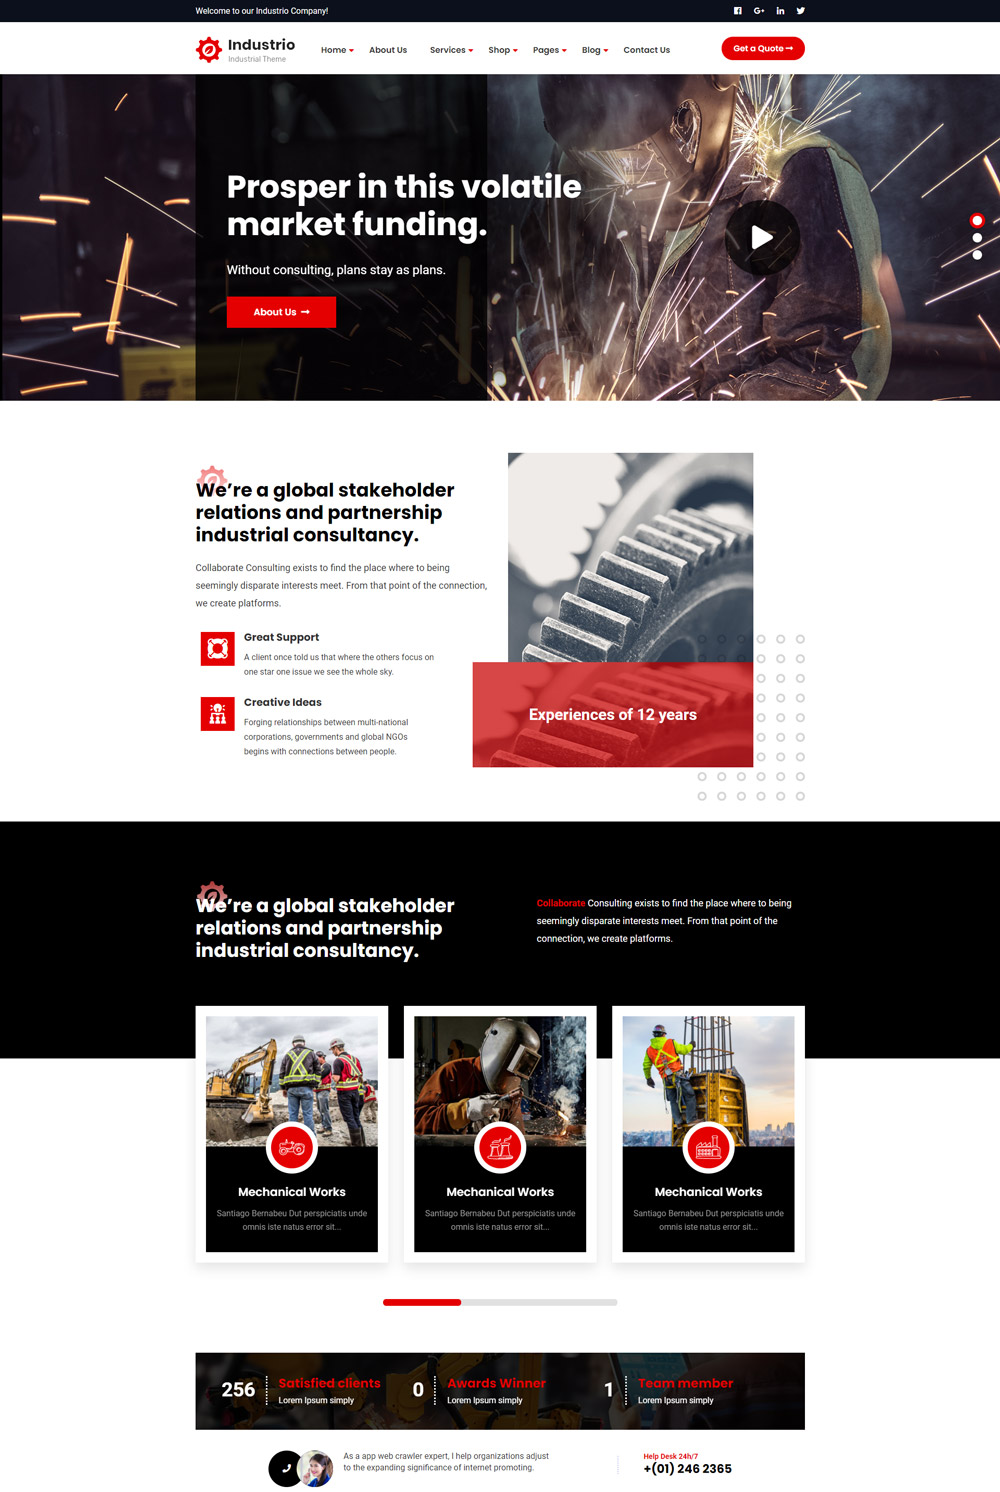 Welcome to our Industrio Company!
Industrio
Industrial Theme
Home
About Us
Services
Shop
Pages
Blog
Contact Us
Get a Quote
Prosper in this volatile
market funding.
Without consulting, plans stay as plans.
About Us
We're a global stakeholder
relations and partnership
industrial consultancy.
Collaborate Consulting exists to find the place where to being
seemingly disparate interests meet. From that point of the connection,
we create platforms.
Great Support
A client once told us that where the others focus on
one star one issue we see the whole sky.
Creative Ideas
Forging relationships between multi-national
corporations, governments and global NGOs
begins with connections between people.
Experiences of 12 years
We're a global stakeholder
relations and partnership
industrial consultancy.
Collaborate Consulting exists to find the place where to being
seemingly disparate interests meet. From that point of the
connection, we create platforms.
Mechanical Works
Santiago Bernabeu Dut perspiciatis unde
omnis iste natus error sit...
Mechanical Works
Santiago Bernabeu Dut perspiciatis unde
omnis iste natus error sit...
Mechanical Works
Santiago Bernabeu Dut perspiciatis unde
omnis iste natus error sit...
256
Satisfied clients
Lorem Ipsum simply
0
Awards Winner
Lorem Ipsum simply
1
Team member
Lorem Ipsum simply
As a app web crawler expert, I help organizations adjust
to the expanding significance of internet promoting.
Help Desk 24h/7
+(01) 246 2365